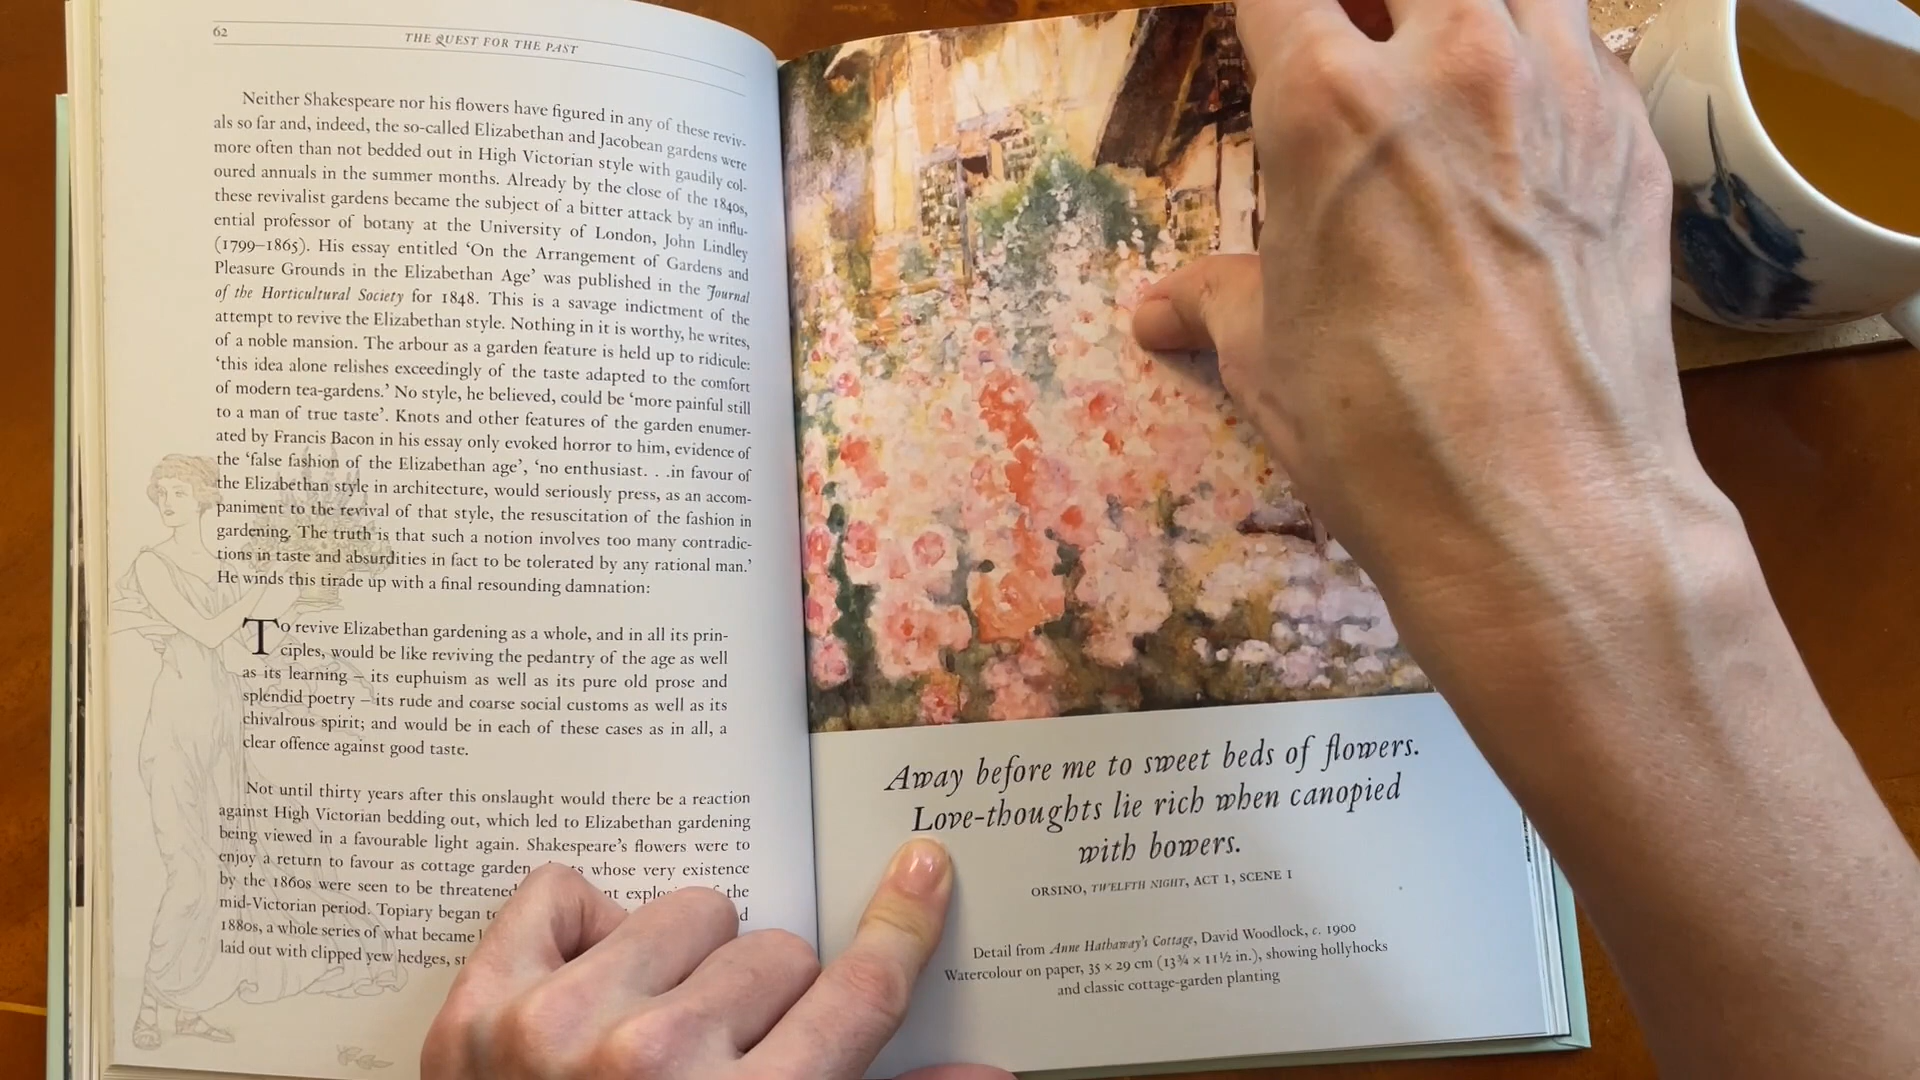 62
THE QUEST FOR THE PAST
Neither Shakespeare nor his flowers have figured in any of these reviv-
als so far and, indeed, the so-called Elizabethan and Jacobean gardens were
more often than not bedded out in High Victorian style with gaudily col-
oured annuals in the summer months. Already by the close of the 1840s,
these revivalist gardens became the subject of a bitter attack by an influ-
ential professor of botany at the University of London, John Lindley
(1799–1865). His essay entitled ‘On the Arrangement of Gardens and
Pleasure Grounds in the Elizabethan Age’ was published in the Journal
of the Horticultural Society for 1848. This is a savage indictment of the
attempt to revive the Elizabethan style. Nothing in it is worthy, he writes,
of a noble mansion. The arbour as a garden feature is held up to ridicule:
‘this idea alone relishes exceedingly of the taste adapted to the comfort
of modern tea-gardens.’ No style, he believed, could be ‘more painful still
to a man of true taste’. Knots and other features of the garden enumer-
ated by Francis Bacon in his essay only evoked horror to him, evidence of
the ‘false fashion of the Elizabethan age’, ‘no enthusiast. . .in favour of
the Elizabethan style in architecture, would seriously press, as an accom-
paniment to the revival of that style, the resuscitation of the fashion in
gardening. The truth is that such a notion involves too many contradic-
tions in taste and absurdities in fact to be tolerated by any rational man.’
He winds this tirade up with a final resounding damnation:
To revive Elizabethan gardening as a whole, and in all its prin-
ciples, would be like reviving the pedantry of the age as well
as its learning – its euphuism as well as its pure old prose and
splendid poetry – its rude and coarse social customs as well as its
chivalrous spirit; and would be in each of these cases as in all, a
clear offence against good taste.
Not until thirty years after this onslaught would there be a reaction
against High Victorian bedding out, which led to Elizabethan gardening
being viewed in a favourable light again. Shakespeare’s flowers were to
enjoy a return to favour as cottage garden whose very existence
by the 1860s were seen to be threatened the
mid-Victorian period. Topiary began
1880s, a whole series of what became
laid out with clipped yew hedges,
Away before me to sweet beds of flowers.
Love-thoughts lie rich when canopied
with bowers.
ORSINO, TWELFTH NIGHT, ACT 1, SCENE 1
Detail from Anne Hathaway’s Cottage, David Woodlock, c. 1900
Watercolour on paper, 35 × 29 cm (13¾ × 11½ in.), showing hollyhocks
and classic cottage-garden planting